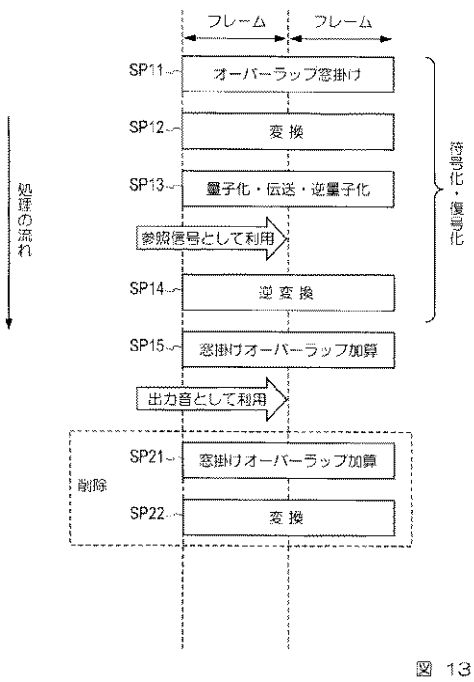 フレーム フレーム
SP11 オーバーラップ窓掛け
SP12 変換
SP13 量子化・伝送・逆量子化
参照信号として利用
SP14 逆変換
符号化・復号化
処理の流れ
SP15 窓掛けオーバーラップ加算
出力音として利用
削除
SP21 窓掛けオーバーラップ加算
SP22 変換
図 13